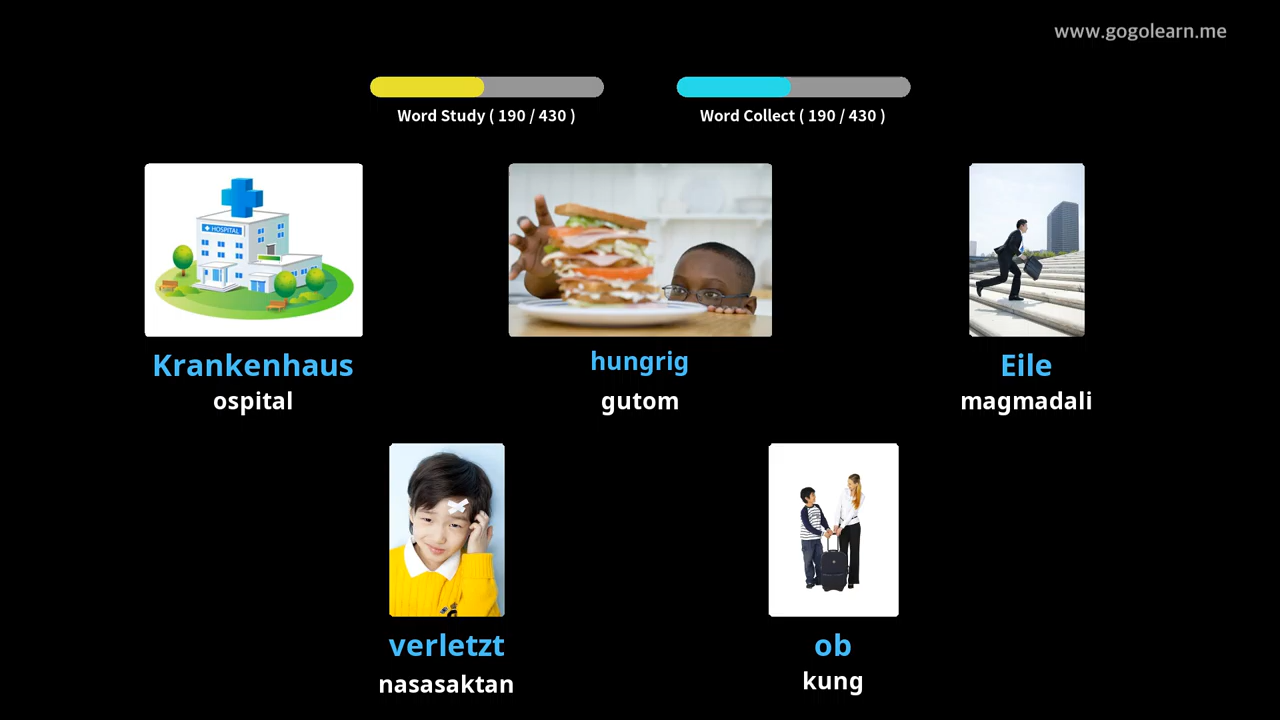 www.gogolearn.me
Word Study ( 190 / 430 )
Word Collect ( 190 / 430 )
HOSPITAL
Krankenhaus
ospital
hungrig
gutom
Eile
magmadali
verletzt
nasasaktan
ob
kung